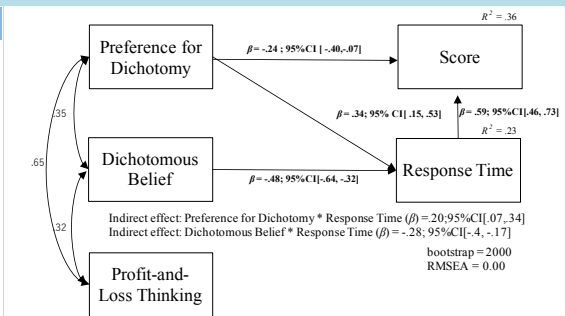 R² = .36
Preference for
Dichotomy
β = -.24 ; 95%CI [ -.40,-.07]
Score
.35
β = .34; 95% CI[ .15, .53]
β = .59; 95%CI[.46, .73]
R² = .23
.65
Dichotomous
Belief
β = -.48; 95%CI[-.64, -.32]
Response Time
.32
Indirect effect: Preference for Dichotomy * Response Time (β) =.20;95%CI[.07,.34]
Indirect effect: Dichotomous Belief * Response Time (β) = -.28; 95%CI[-.4, -.17]
bootstrap = 2000
RMSEA = 0.00
Profit-and-
Loss Thinking